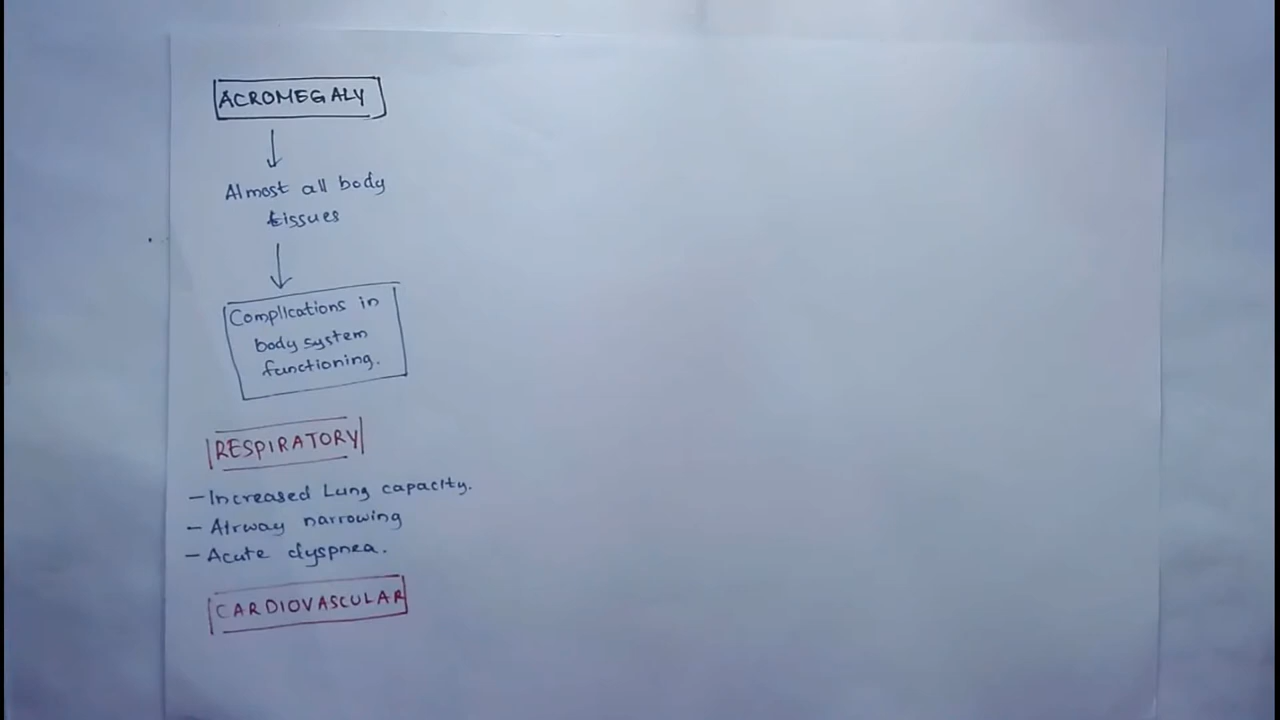 ACROMEGALY
Almost all body
tissues
Complications in
body system
functioning.
RESPIRATORY
- Increased Lung capacity.
- Airway narrowing
- Acute dyspnea.
CARDIOVASCULAR